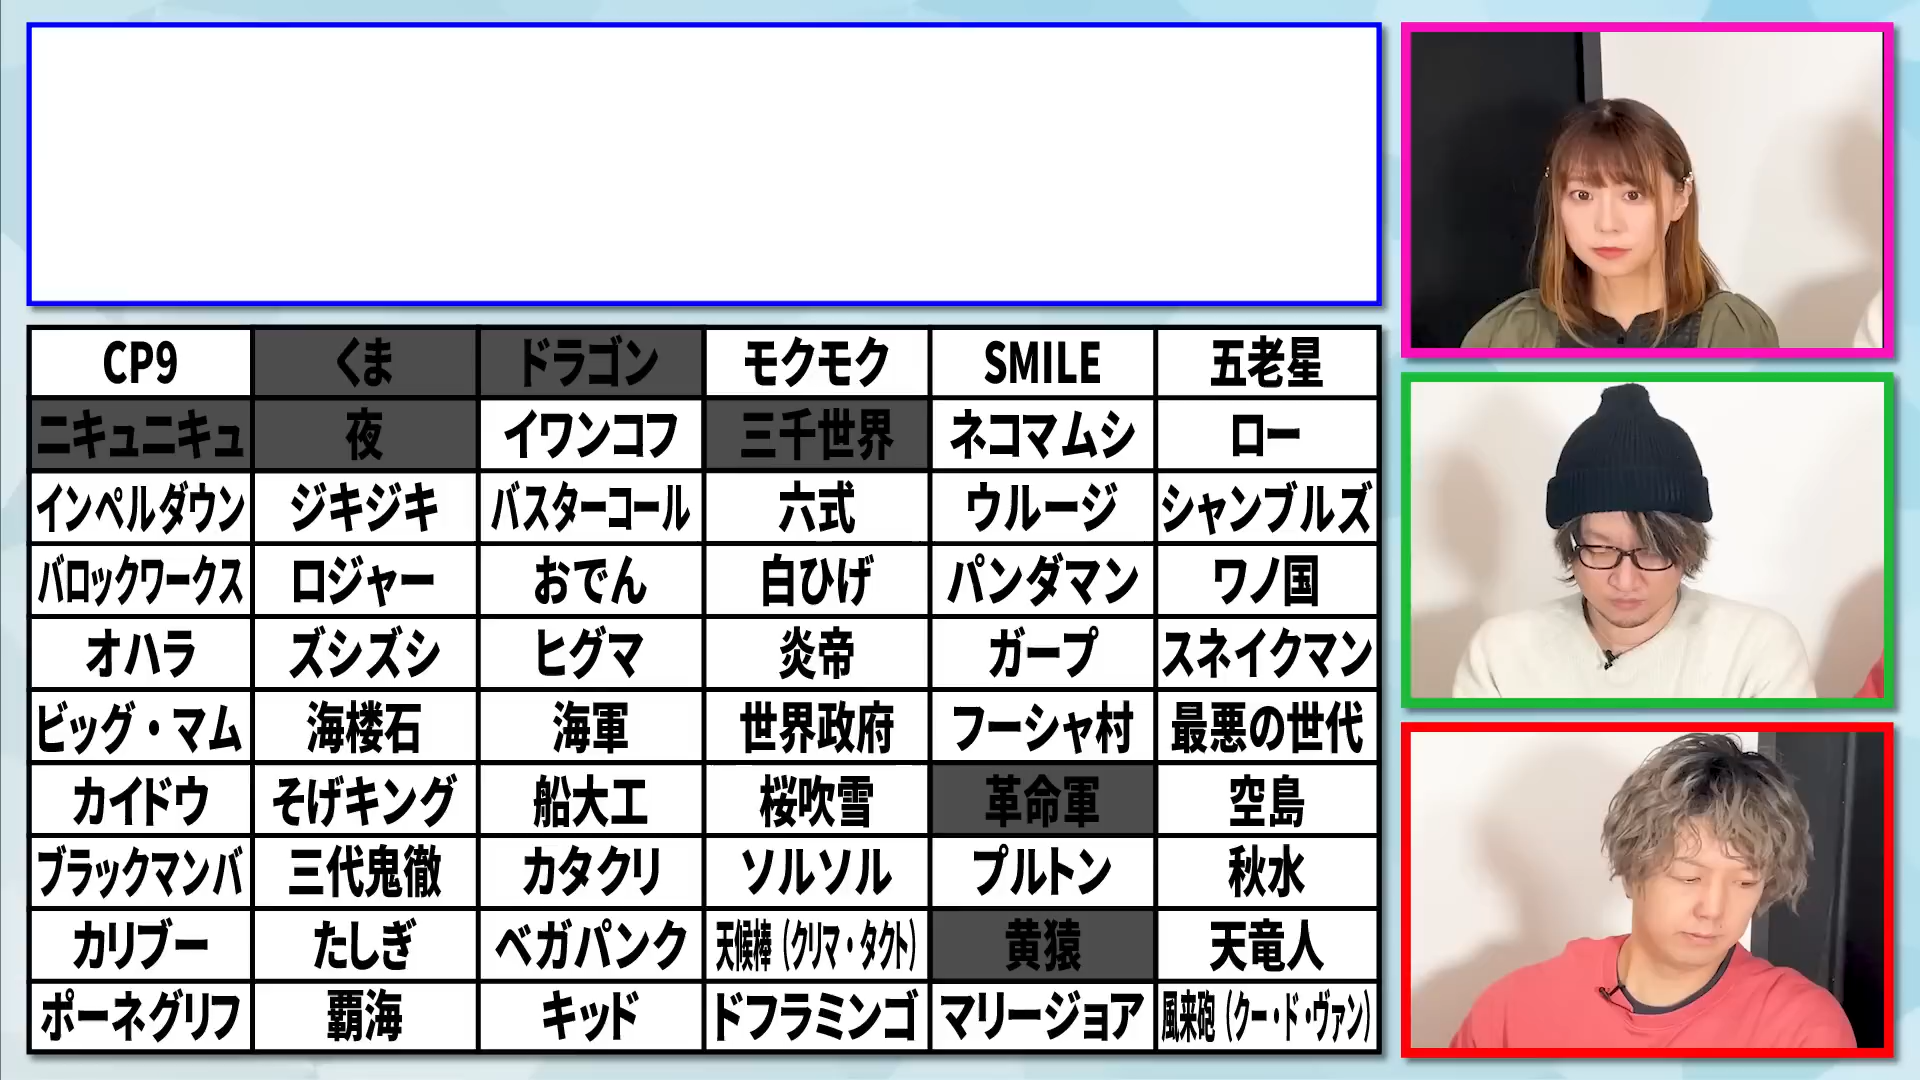 CP9 くま ドラゴン モクモク SMILE 五老星
ニキュニキュ 夜 イワンコフ 三千世界 ネコマムシ ロー
インペルダウン ジキジキ バスターコール 六式 ウルージ シャンブルズ
バロックワークス ロジャー おでん 白ひげ パンダマン ワノ国
オハラ ズシズシ ヒグマ 炎帝 ガープ スネイクマン
ビッグ・マム 海楼石 海軍 世界政府 フーシャ村 最悪の世代
カイドウ そげキング 船大工 桜吹雪 革命軍 空島
ブラックマンバ 三代鬼徹 カタクリ ソルソル プルトン 秋水
カリブー たしぎ ベガパンク 天候棒（クリマ・タクト） 黄猿 天竜人
ポーネグリフ 覇海 キッド ドフラミンゴ マリージョア 風来砲（クー・ド・ヴァン）